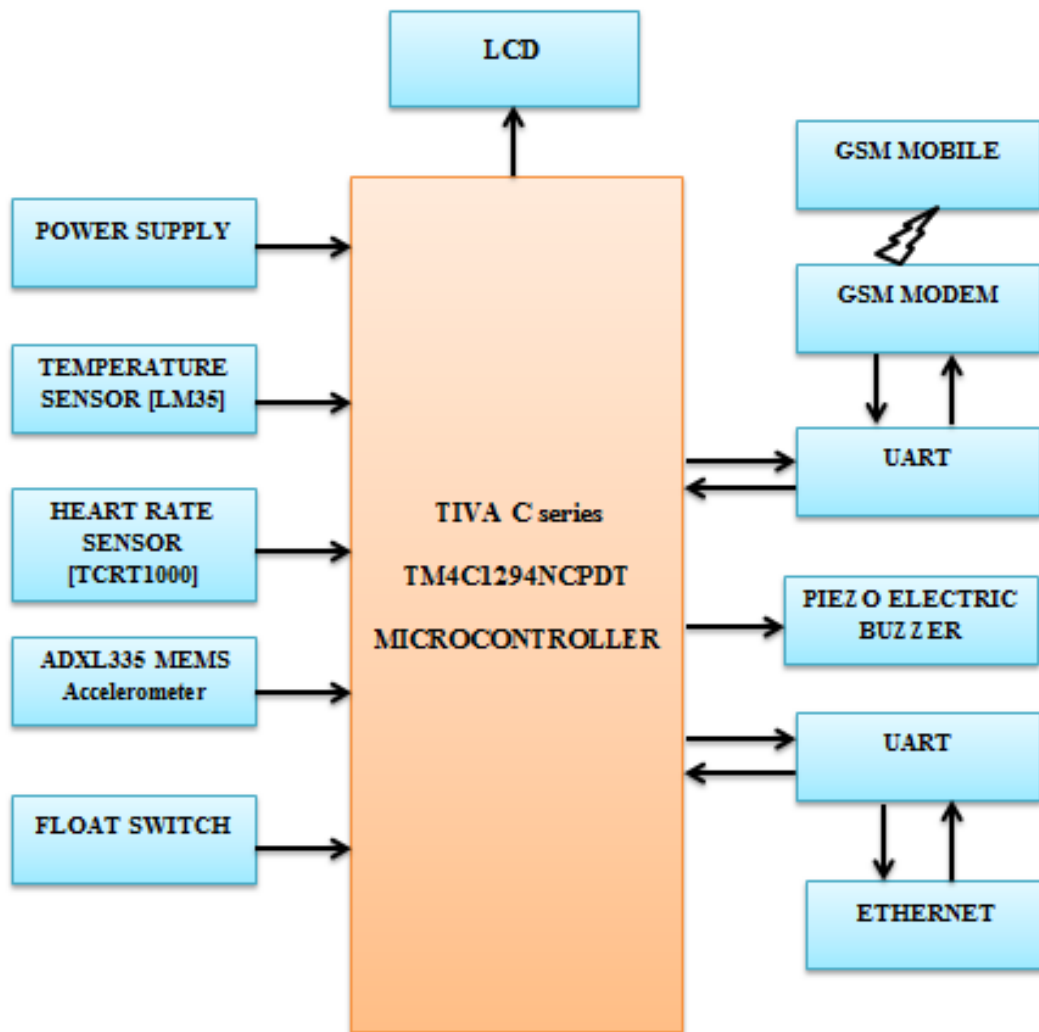 LCD
GSM MOBILE
POWER SUPPLY
GSM MODEM
TEMPERATURE
SENSOR [LM35]
UART
HEART RATE
SENSOR
[TCRT1000]
TIVA C series
TM4C1294NCPDT
MICROCONTROLLER
PIEZO ELECTRIC
BUZZER
ADXL335 MEMS
Accelerometer
UART
FLOAT SWITCH
ETHERNET